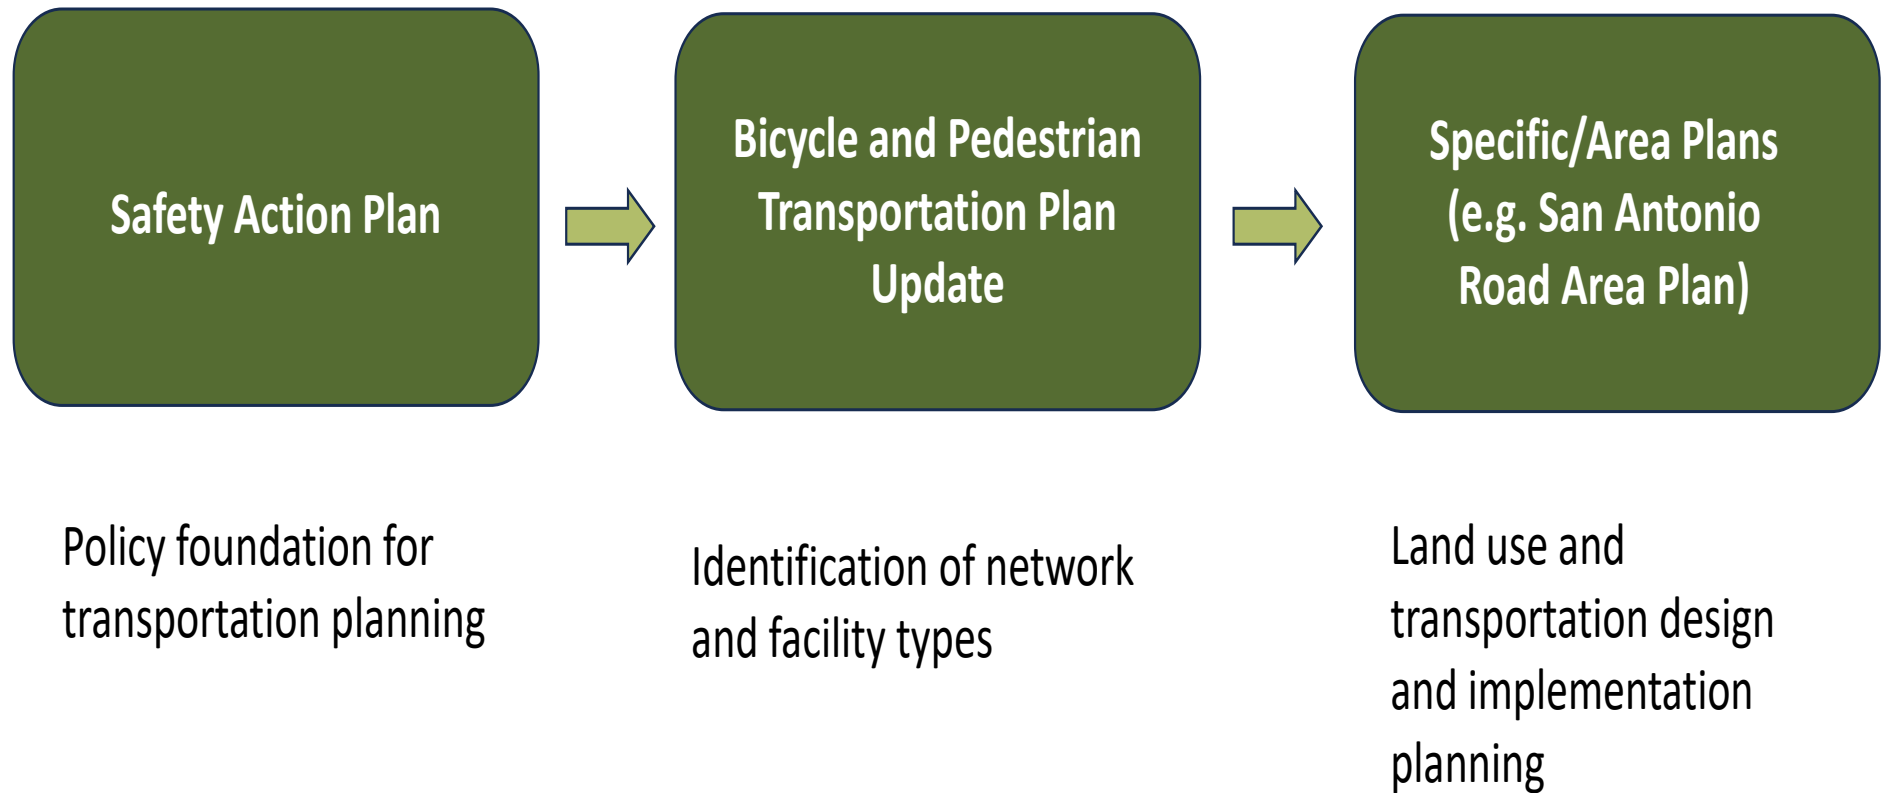 Safety Action Plan
Bicycle and Pedestrian
Transportation Plan
Update
Specific/Area Plans
(e.g. San Antonio
Road Area Plan)
Policy foundation for
transportation planning
Identification of network
and facility types
Land use and
transportation design
and implementation
planning